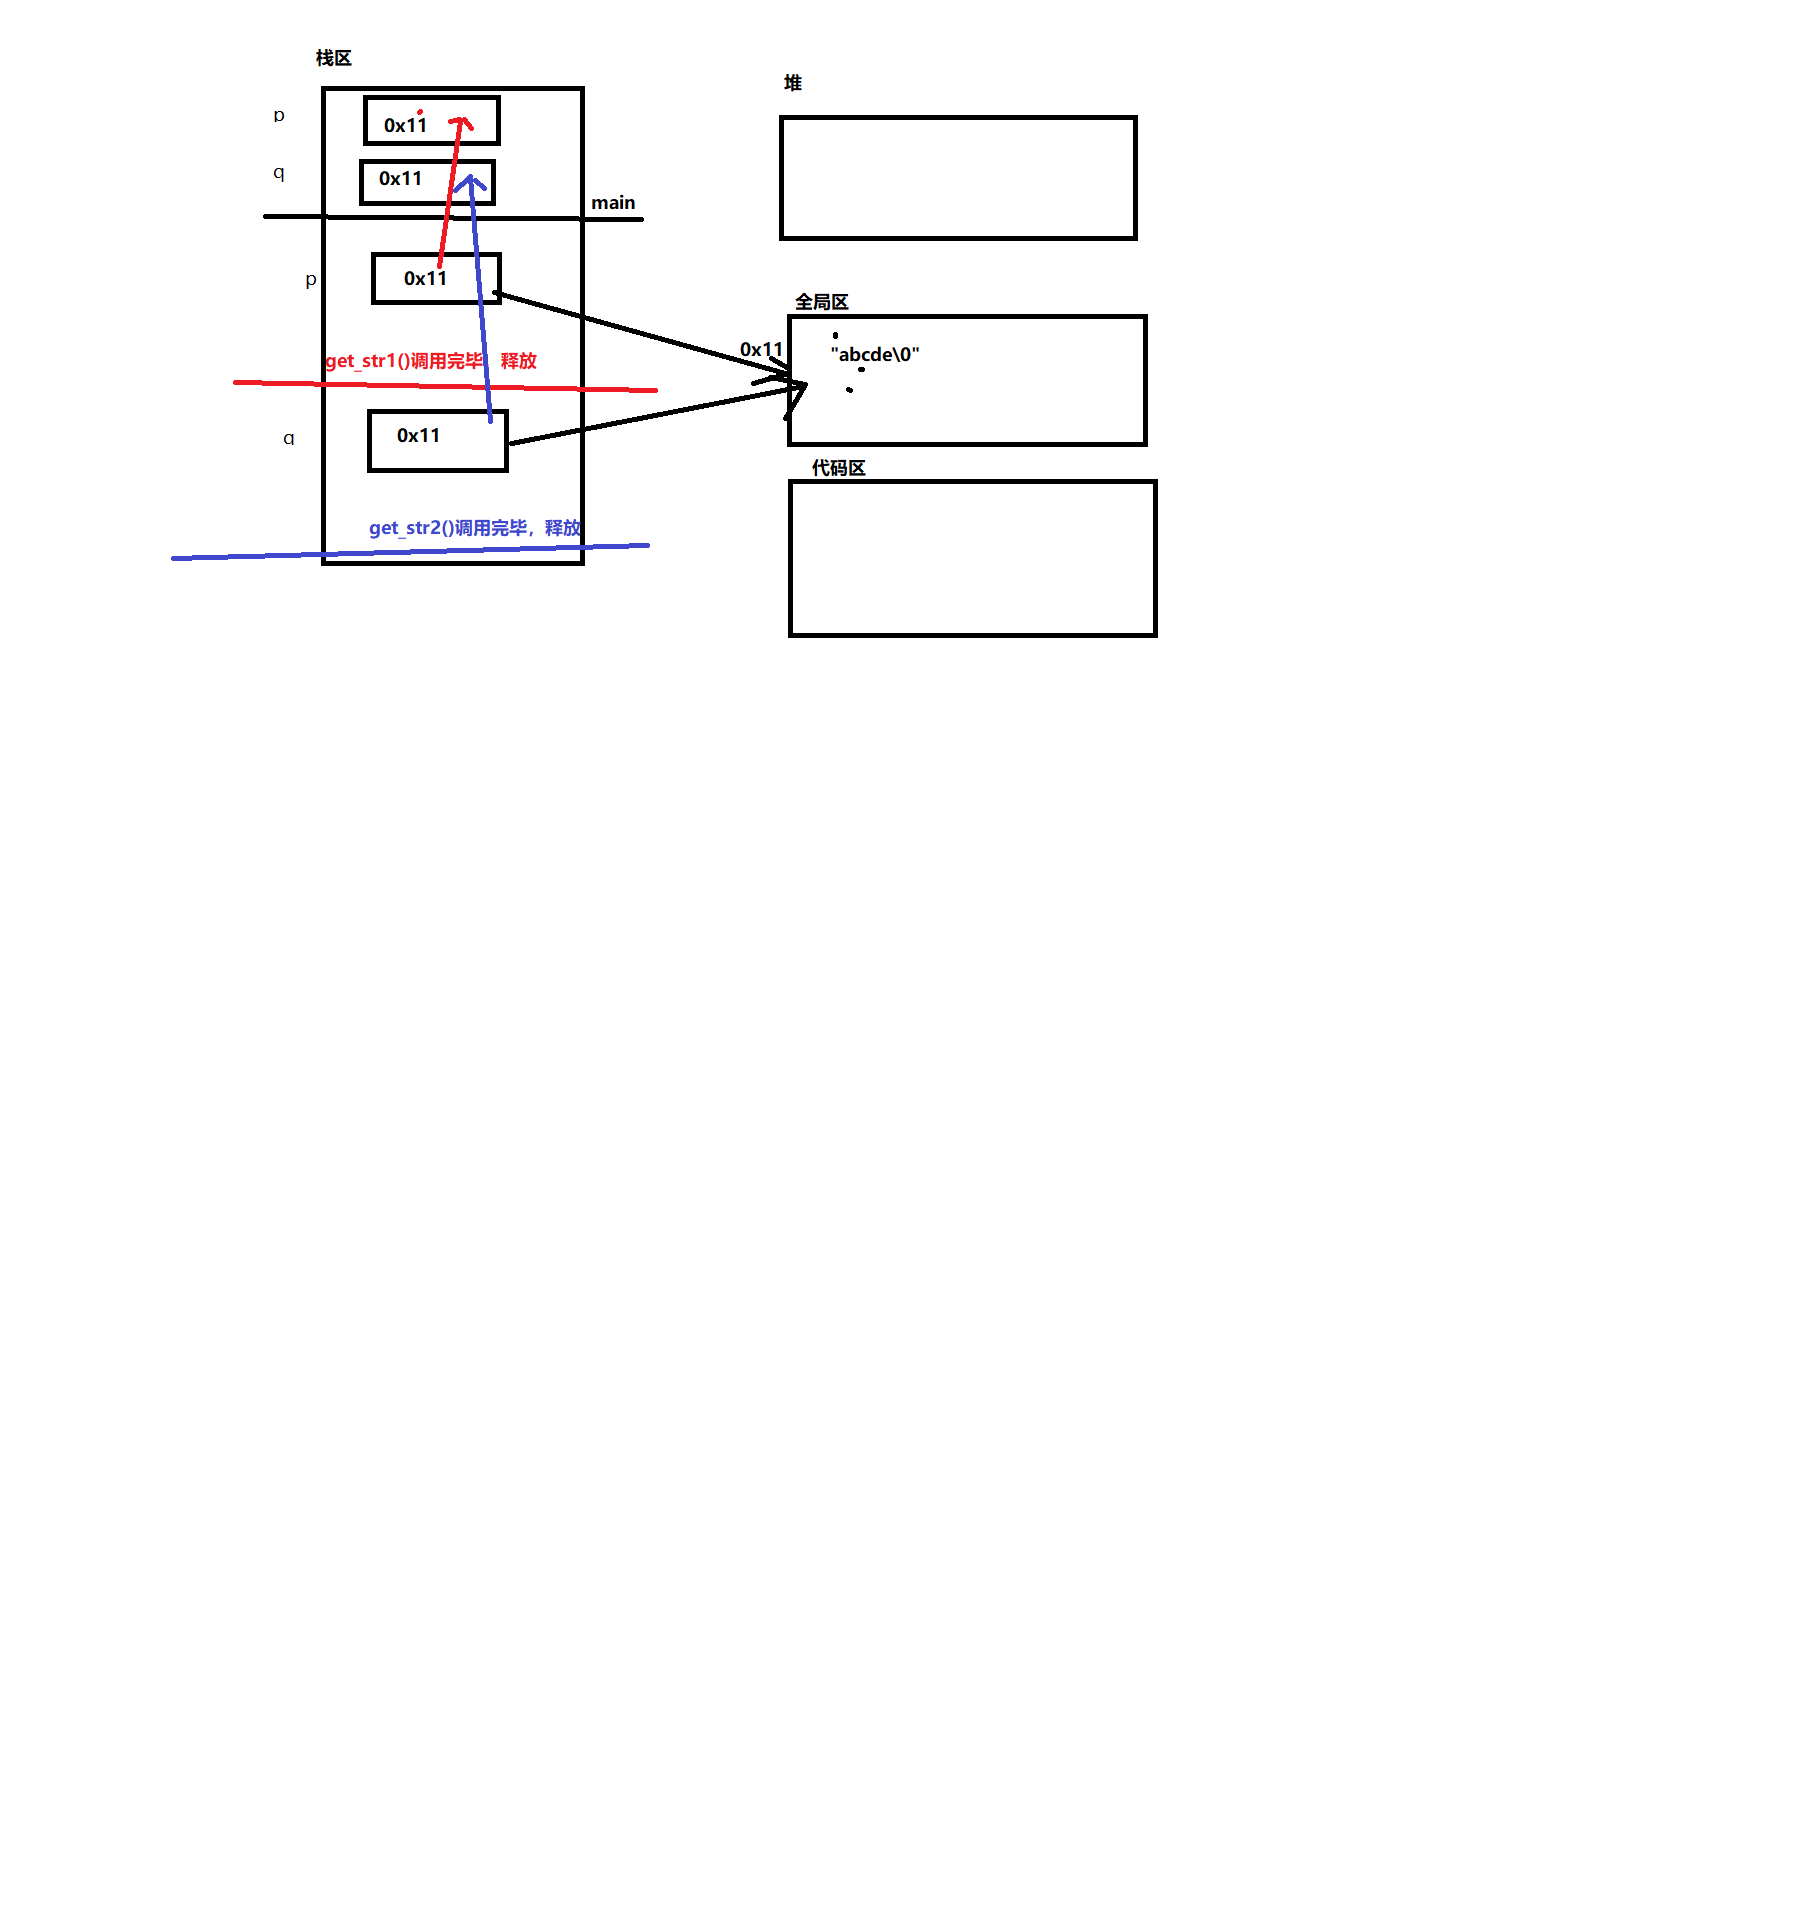 栈区
p
0x11
q
0x11
main
p
0x11
get_str1()调用完毕，释放
q
0x11
get_str2()调用完毕，释放
堆
全局区
0x11
"abcde\0"
代码区